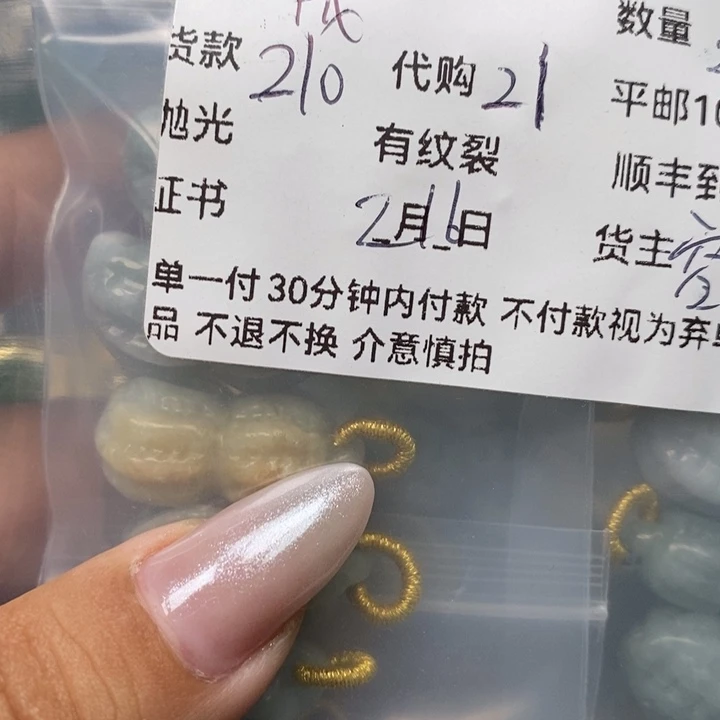 数量
货款 210 代购 21
平邮10
抛光 有纹裂
顺丰到
证书 2月16日
货主
单一付 30分钟内付款 不付款视为弃单
品 不退不换 介意慎拍